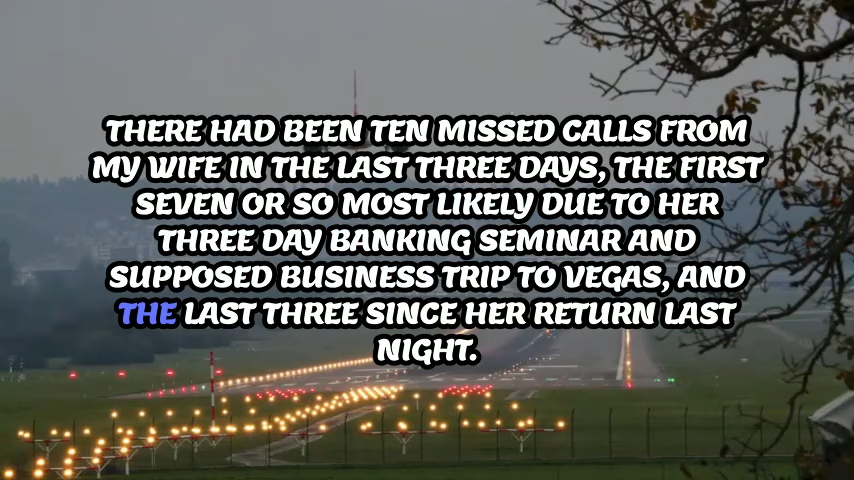 THERE HAD BEEN TEN MISSED CALLS FROM
MY WIFE IN THE LAST THREE DAYS, THE FIRST
SEVEN OR SO MOST LIKELY DUE TO HER
THREE DAY BANKING SEMINAR AND
SUPPOSED BUSINESS TRIP TO VEGAS, AND
THE LAST THREE SINCE HER RETURN LAST
NIGHT.